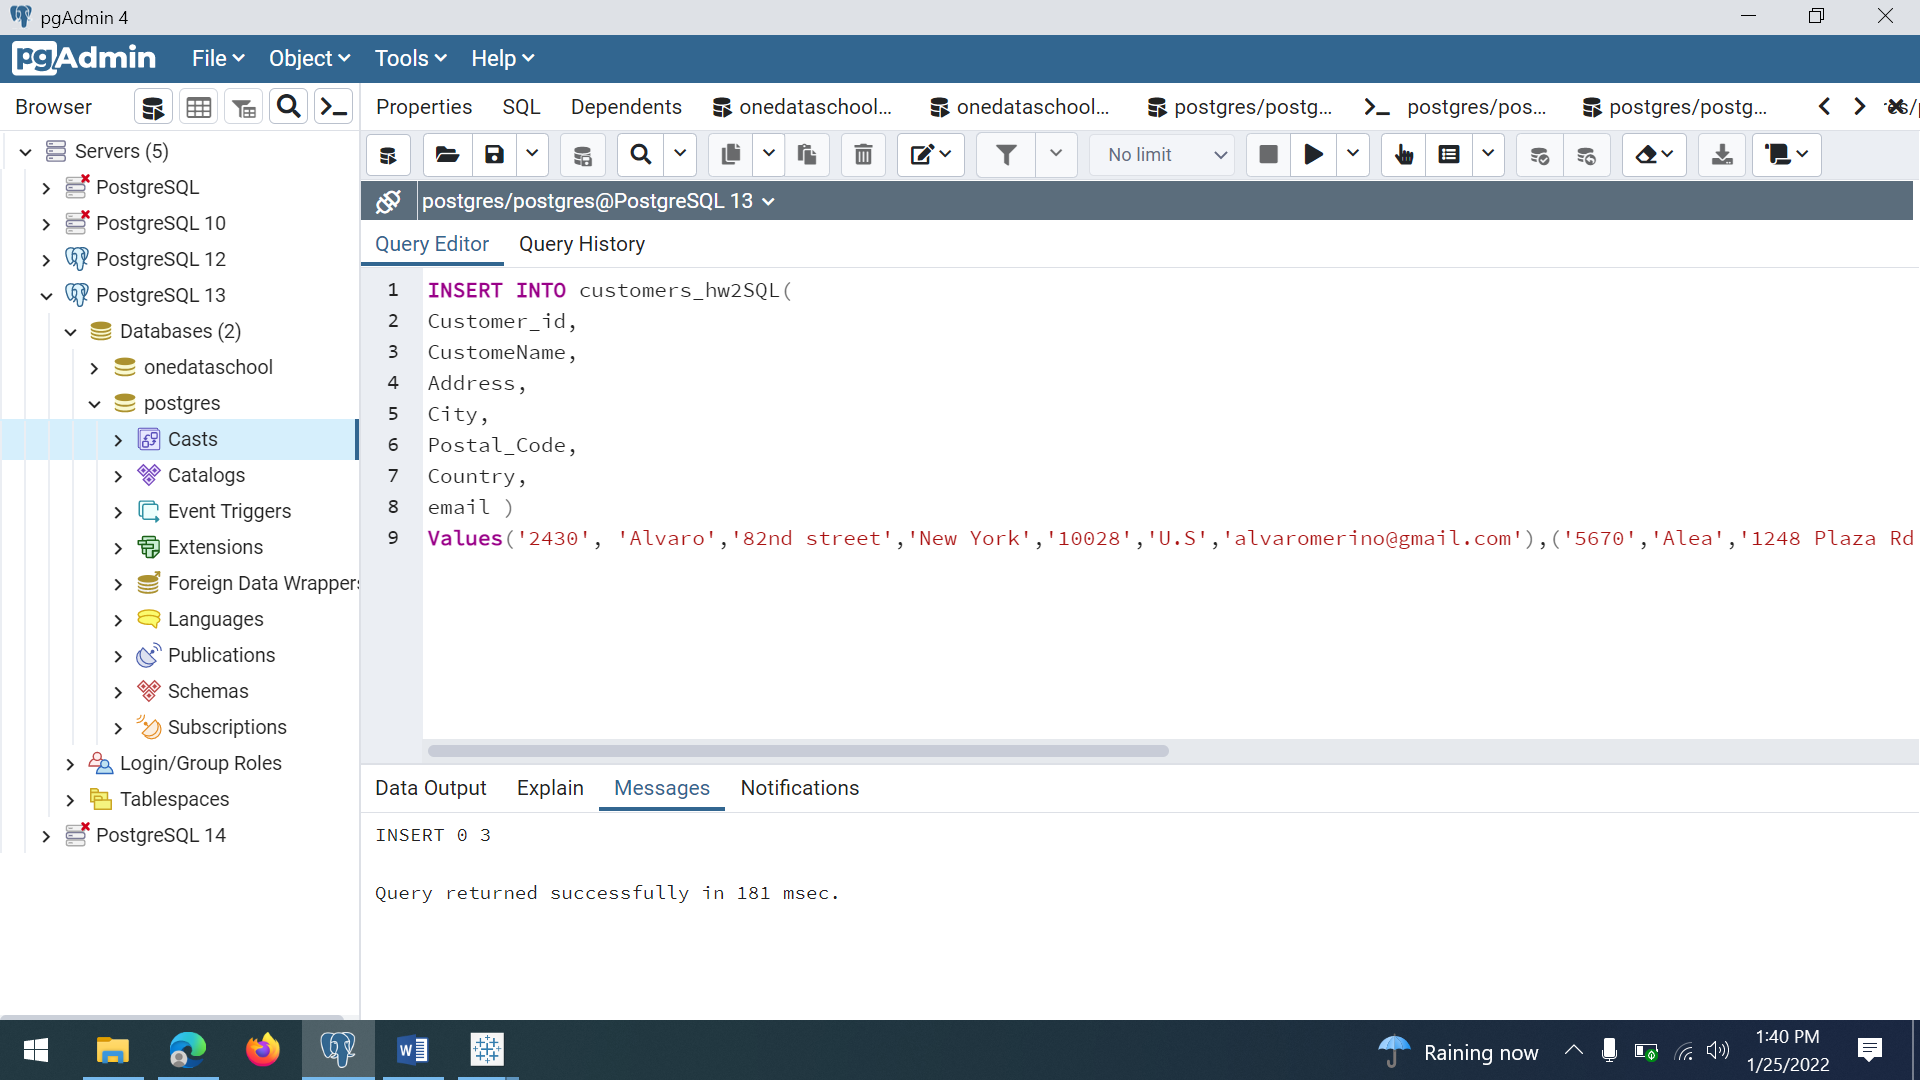 pgAdmin 4
pgAdmin File Object Tools Help
Browser
Properties SQL Dependents onedataschool... onedataschool... postgres/postg... postgres/pos... postgres/postg...
No limit
postgres/postgres@PostgreSQL 13
Query Editor Query History
Servers (5)
PostgreSQL
PostgreSQL 10
PostgreSQL 12
PostgreSQL 13
Databases (2)
onedataschool
postgres
Casts
Catalogs
Event Triggers
Extensions
Foreign Data Wrappers
Languages
Publications
Schemas
Subscriptions
Login/Group Roles
Tablespaces
PostgreSQL 14
1 INSERT INTO customers_hw2SQL(
2 Customer_id,
3 CustomeName,
4 Address,
5 City,
6 Postal_Code,
7 Country,
8 email )
9 Values('2430', 'Alvaro','82nd street','New York','10028','U.S','alvaromerino@gmail.com'),('5670','Alea','1248 Plaza Rd
Data Output Explain Messages Notifications
INSERT 0 3
Query returned successfully in 181 msec.
Raining now
1:40 PM
1/25/2022